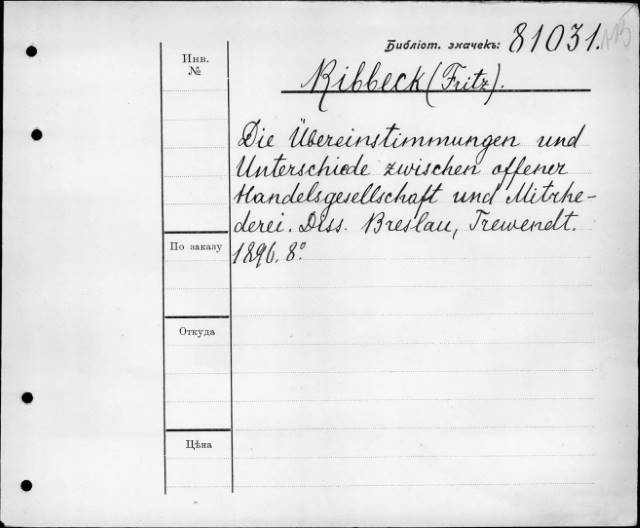 Библіот. значекъ: 81031.
Инв.
№
Ribbeck (Fritz).
Die Übereinstimmungen und
Unterschiede zwischen offener
Handelsgesellschaft und Mitrhe-
derei. Diss. Breslau, Trewendt.
1896. 8°.
По заказу
Откуда
Цѣна